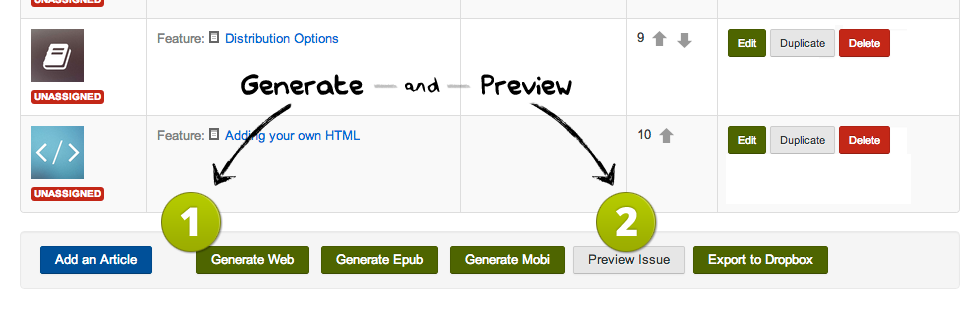 UNASSIGNED
Feature: Distribution Options
9
Edit
Duplicate
Delete
UNASSIGNED
Generate — and — Preview
Feature: Adding your own HTML
10
Edit
Duplicate
Delete
</>
UNASSIGNED
1
2
Add an Article
Generate Web
Generate Epub
Generate Mobi
Preview Issue
Export to Dropbox